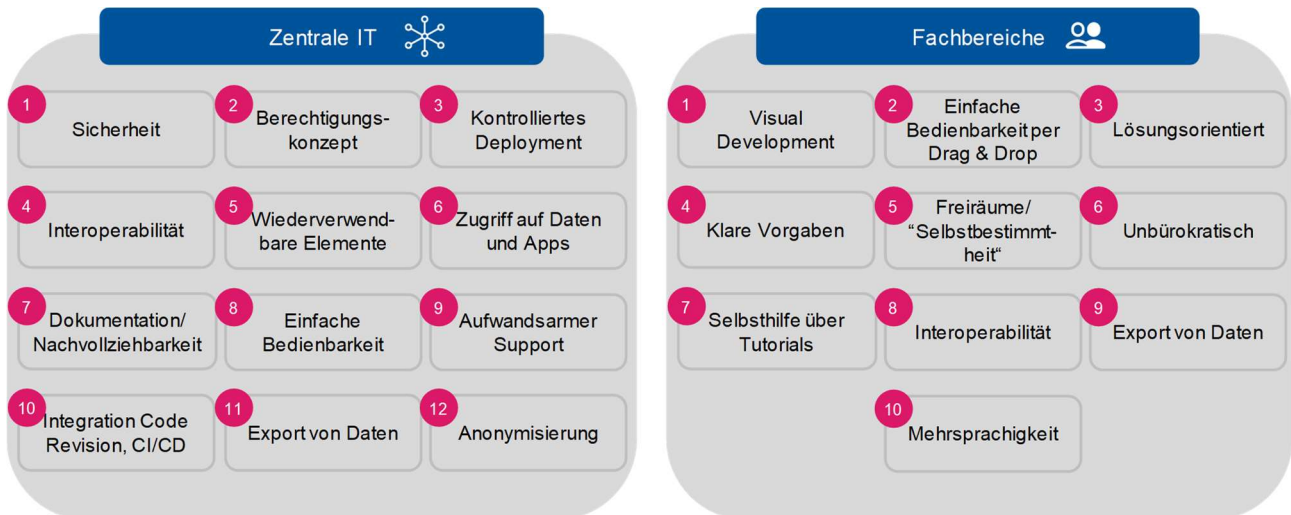 Zentrale IT
1
Sicherheit
2
Berechtigungs-
konzept
3
Kontrolliertes
Deployment
4
Interoperabilität
5
Wiederverwend-
bare Elemente
6
Zugriff auf Daten
und Apps
7
Dokumentation/
Nachvollziehbarkeit
8
Einfache
Bedienbarkeit
9
Aufwandsarmer
Support
10
Integration Code
Revision, CI/CD
11
Export von Daten
12
Anonymisierung
Fachbereiche
1
Visual
Development
2
Einfache
Bedienbarkeit per
Drag & Drop
3
Lösungsorientiert
4
Klare Vorgaben
5
Freiräume/
“Selbstbestimmt-
heit“
6
Unbürokratisch
7
Selbsthilfe über
Tutorials
8
Interoperabilität
9
Export von Daten
10
Mehrsprachigkeit